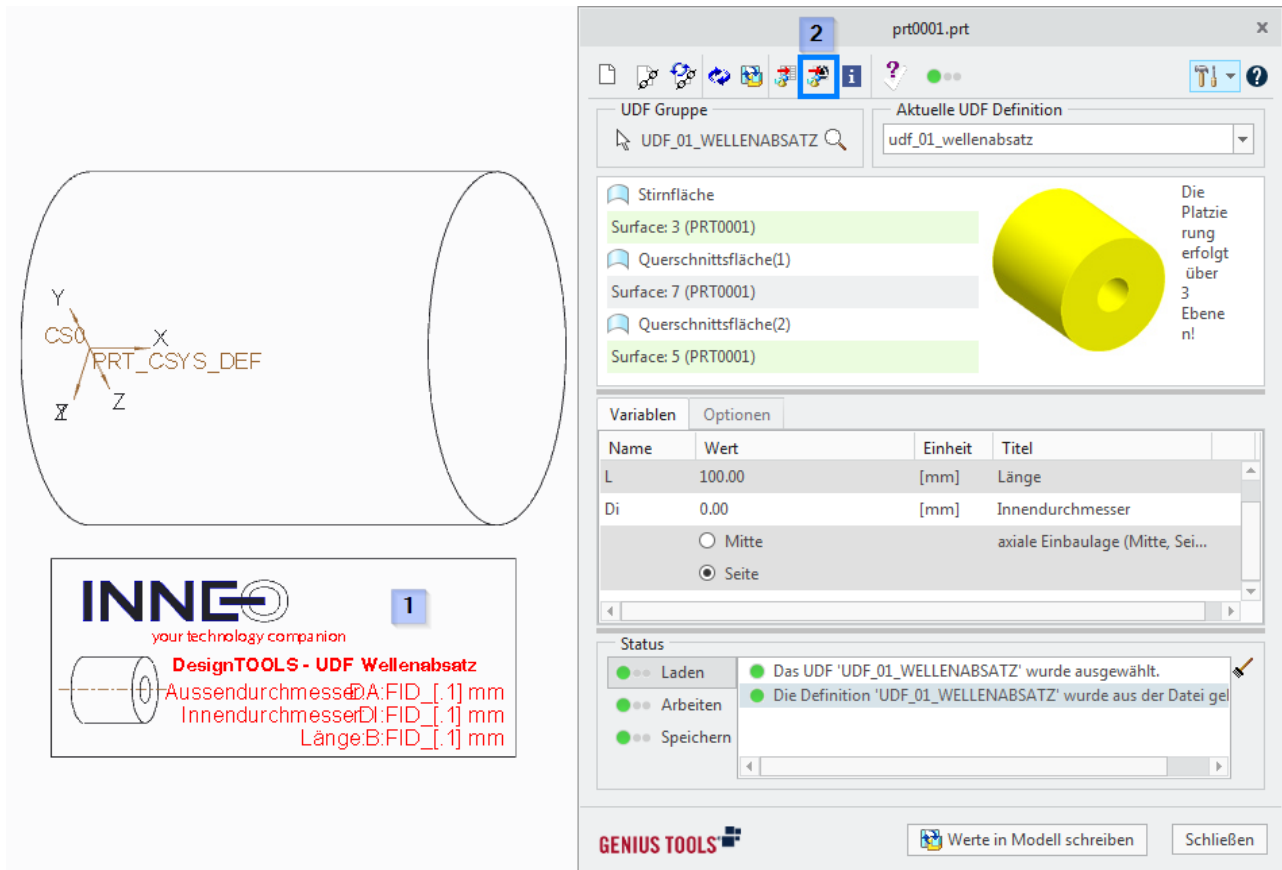 Y
CS0
X
PRT_CSYS_DEF
Z
INNEO
1
your technology companion
DesignTOOLS - UDF Wellenabsatz
Aussendurchmesser DA:FID_[.1] mm
Innendurchmesser DI:FID_[.1] mm
Länge:B:FID_[.1] mm
2
prt0001.prt
x
UDF Gruppe
UDF_01_WELLENABSATZ
Aktuelle UDF Definition
udf_01_wellenabsatz
Stirnfläche
Surface: 3 (PRT0001)
Querschnittsfläche(1)
Surface: 7 (PRT0001)
Querschnittsfläche(2)
Surface: 5 (PRT0001)
Die
Platzie
rung
erfolgt
über
3
Ebene
n!
Variablen Optionen
Name Wert Einheit Titel
L 100.00 [mm] Länge
Di 0.00 [mm] Innendurchmesser
Mitte axiale Einbaulage (Mitte, Sei...
Seite
Status
Laden
Arbeiten
Speichern
Das UDF 'UDF_01_WELLENABSATZ' wurde ausgewählt.
Die Definition 'UDF_01_WELLENABSATZ' wurde aus der Datei gel
GENIUS TOOLS
Werte in Modell schreiben
Schließen